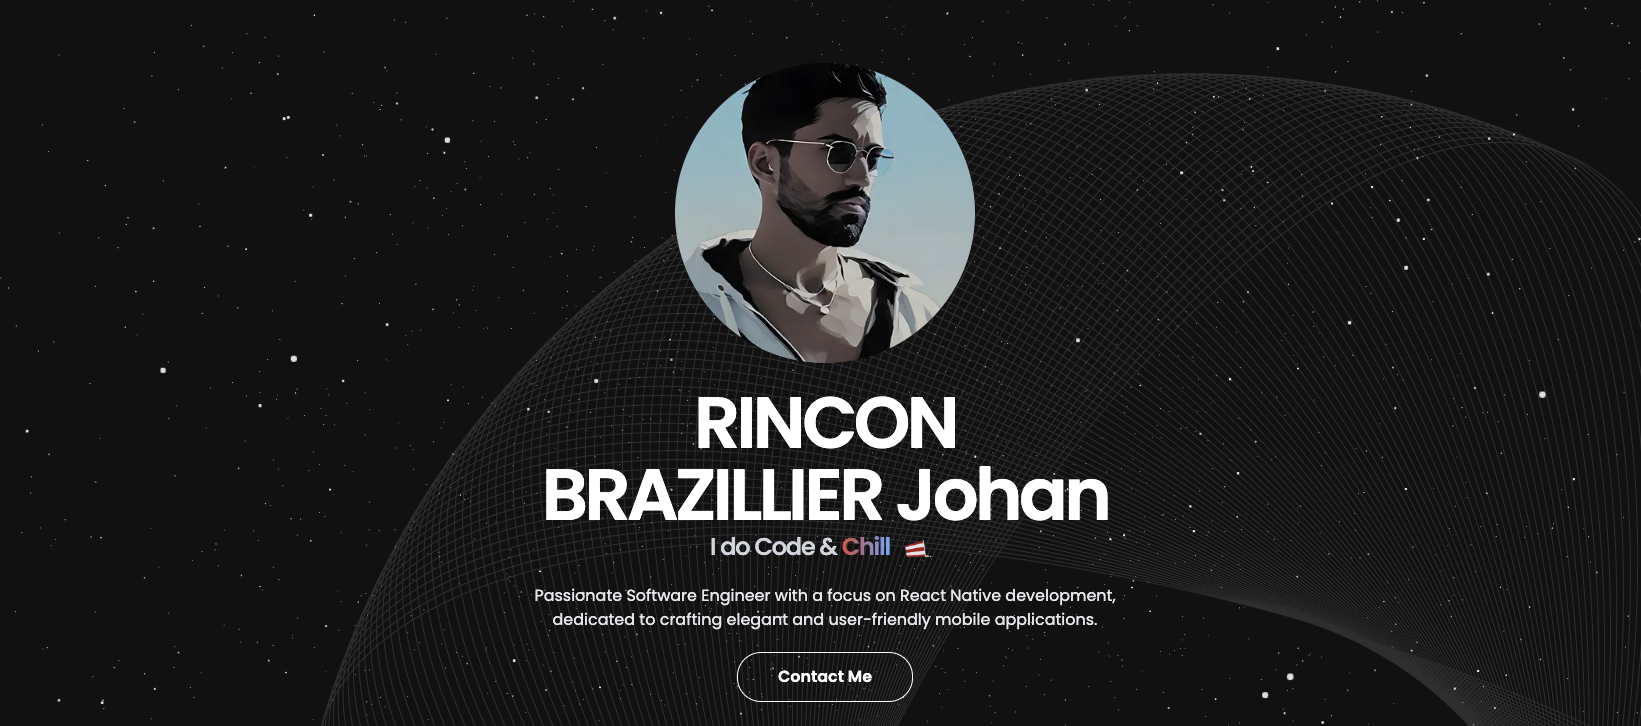 RINCON
BRAZILLIER Johan
I do Code & Chill
Passionate Software Engineer with a focus on React Native development,
dedicated to crafting elegant and user-friendly mobile applications.
Contact Me